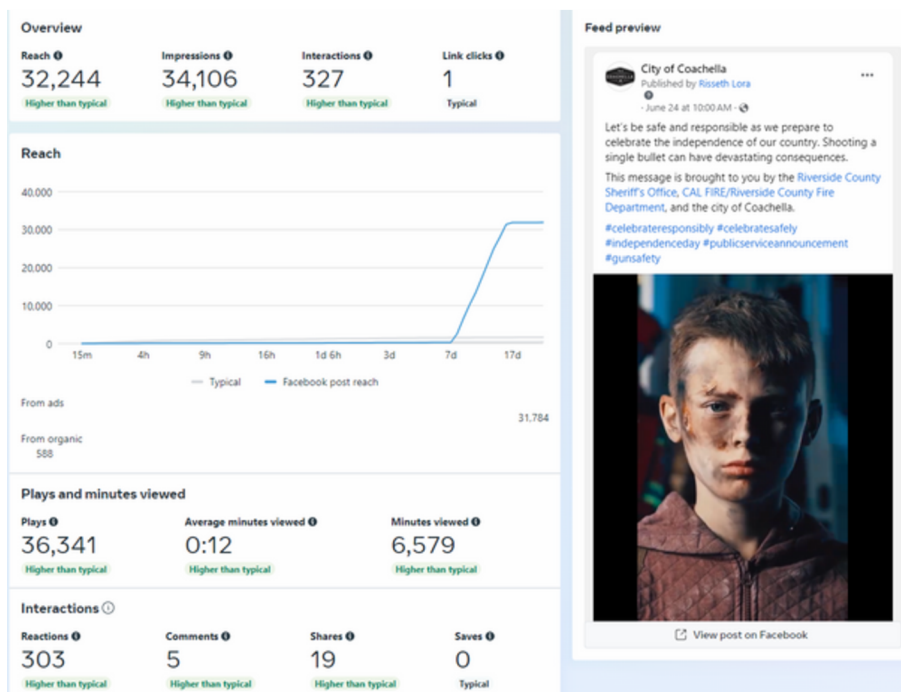 Overview
Reach
Impressions
Interactions
Link clicks
32,244
34,106
327
1
Higher than typical
Higher than typical
Higher than typical
Typical
Reach
40,000
30,000
20,000
10,000
0
15m 4h 9h 16h 1d 6h 3d 7d 17d
Typical Facebook post reach
From ads
31,784
From organic
588
Plays and minutes viewed
Plays
Average minutes viewed
Minutes viewed
36,341
0:12
6,579
Higher than typical
Higher than typical
Higher than typical
Interactions
Reactions
Comments
Shares
Saves
303
5
19
0
Higher than typical
Higher than typical
Higher than typical
Typical
Feed preview
City of Coachella
Published by Risseth Lora
· June 24 at 10:00 AM ·
Let's be safe and responsible as we prepare to
celebrate the independence of our country. Shooting a
single bullet can have devastating consequences.
This message is brought to you by the Riverside County
Sheriff's Office, CAL FIRE/Riverside County Fire
Department, and the city of Coachella.
#celebrateresponsibly #celebratesafely
#independenceday #publicserviceannouncement
#gunsafety
View post on Facebook